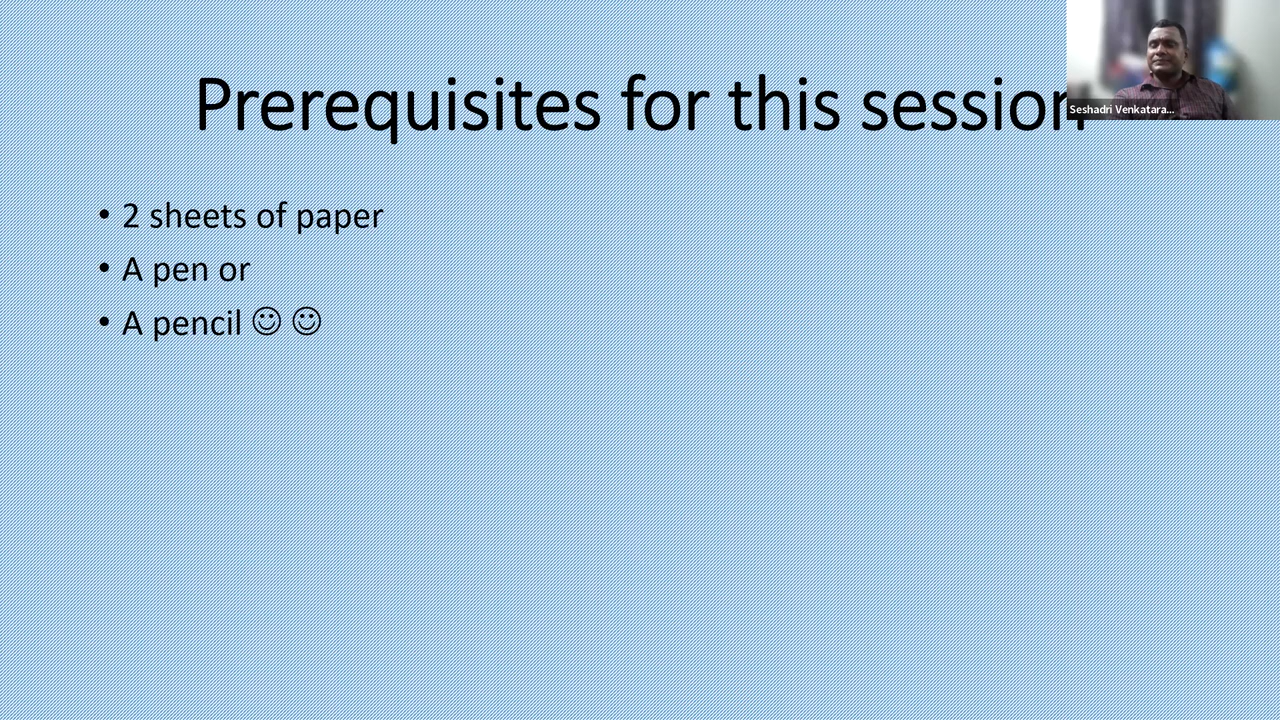 Prerequisites for this session
• 2 sheets of paper
• A pen or
• A pencil ☺ ☺
Seshadri Venkatara...